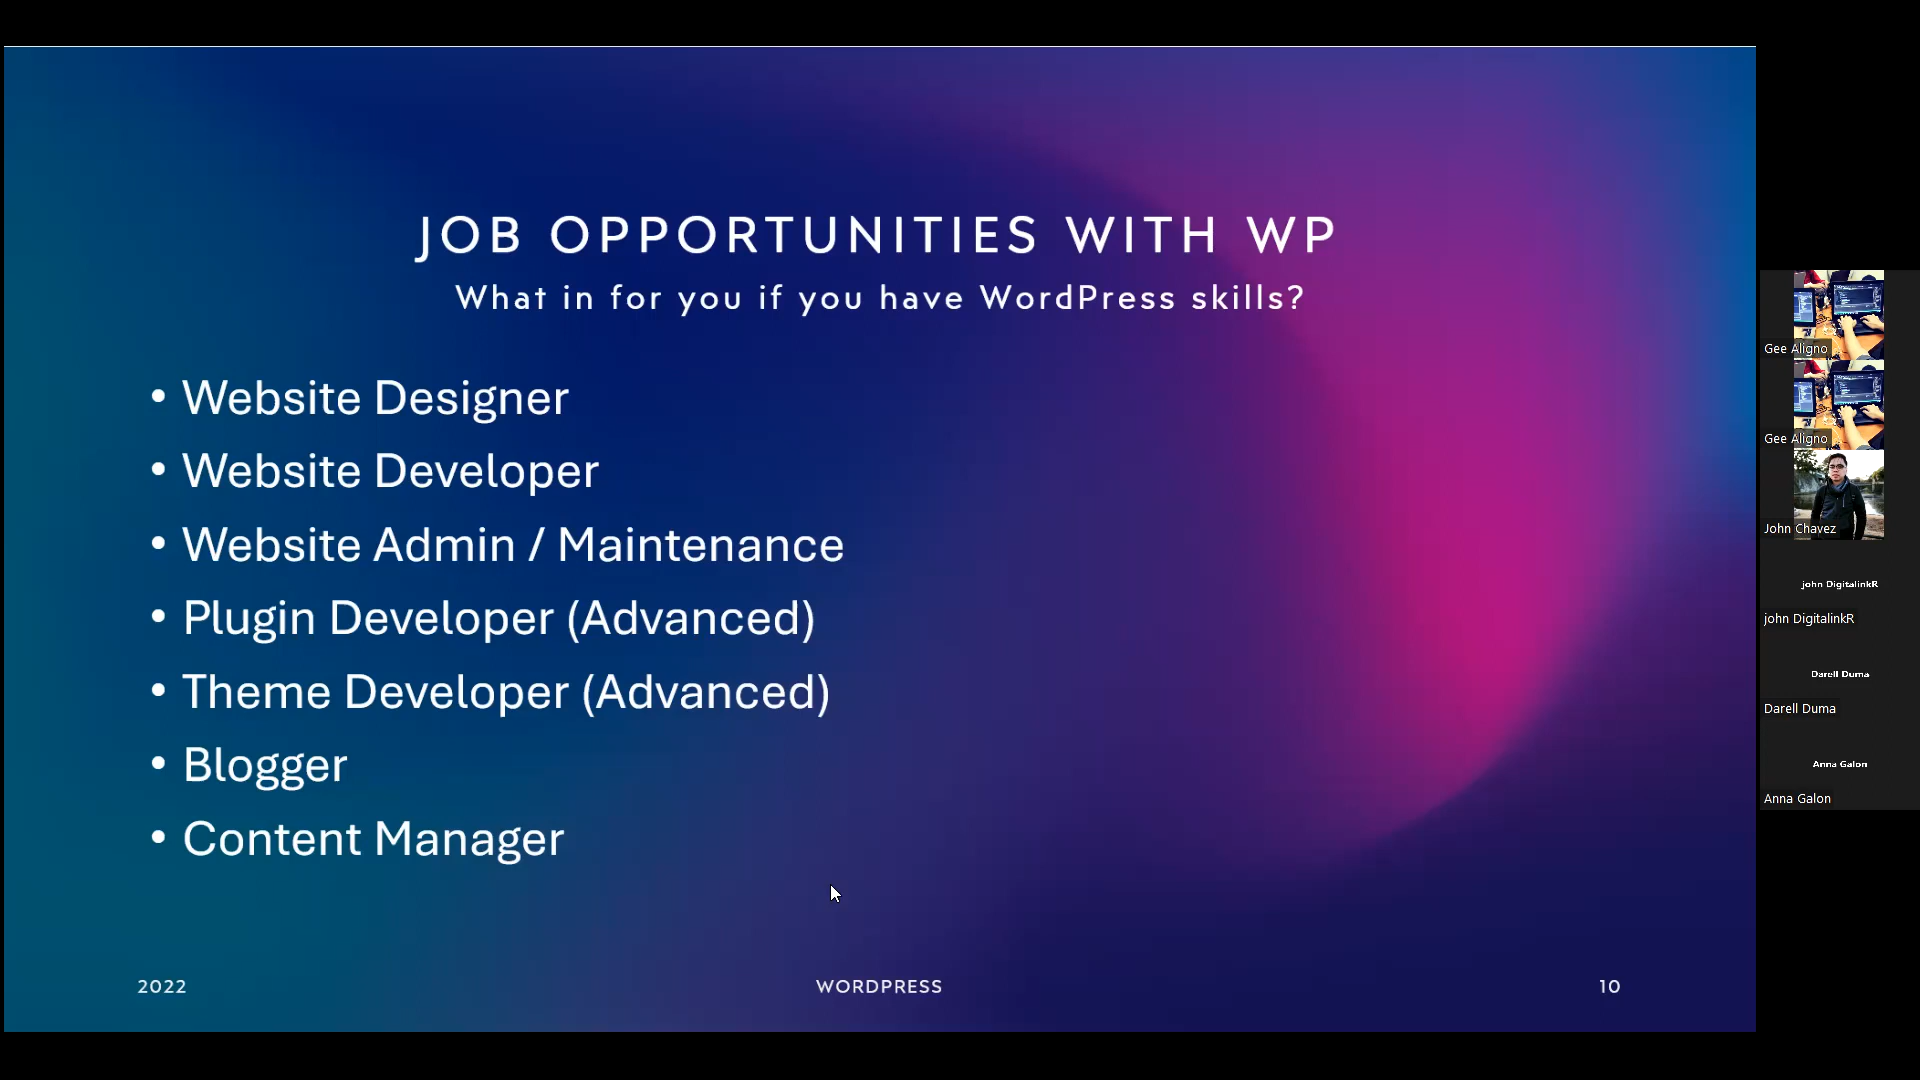 JOB OPPORTUNITIES WITH WP
What in for you if you have WordPress skills?
• Website Designer
• Website Developer
• Website Admin / Maintenance
• Plugin Developer (Advanced)
• Theme Developer (Advanced)
• Blogger
• Content Manager
2022
WORDPRESS
10
Gee Aligno
Gee Aligno
John Chavez
john DigitalinkR
john DigitalinkR
Darell Duma
Darell Duma
Anna Galon
Anna Galon